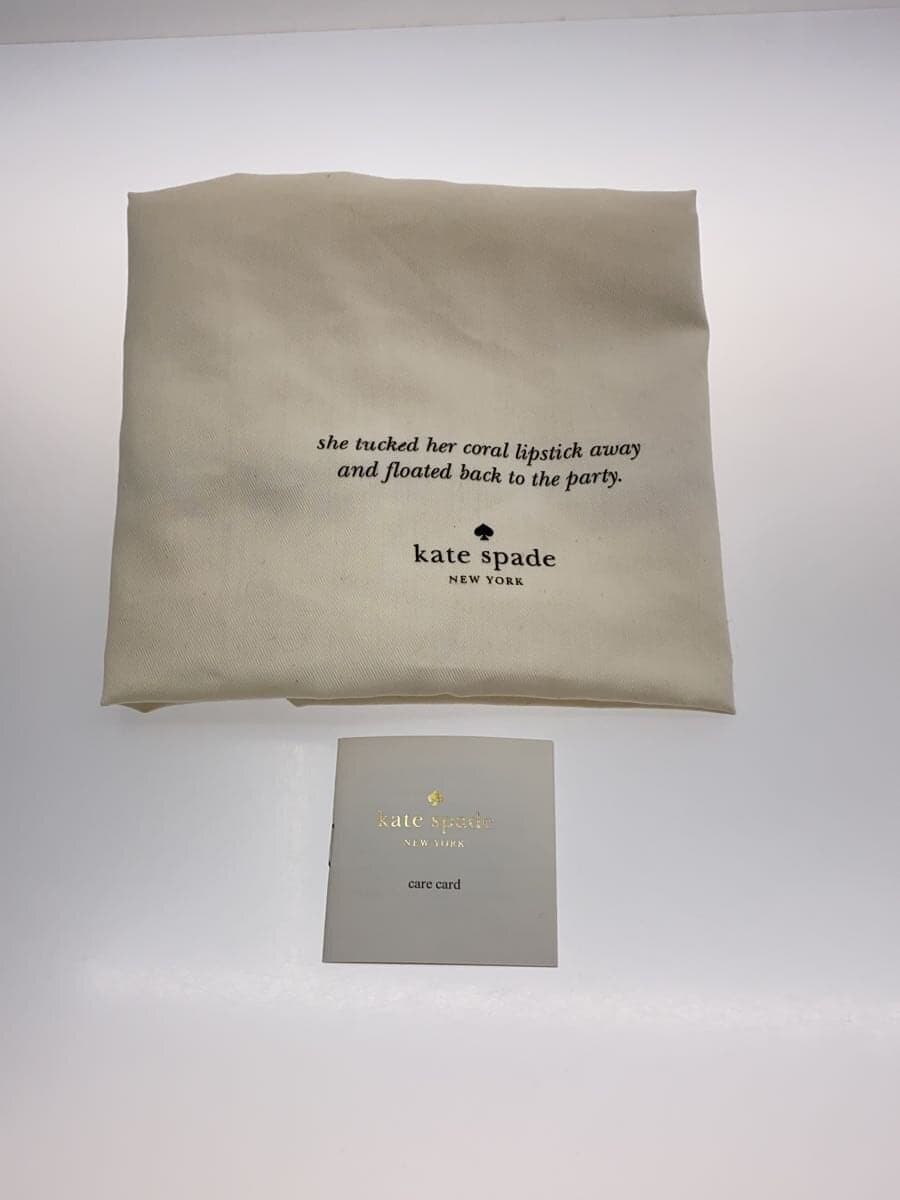 she tucked her coral lipstick away
and floated back to the party.
kate spade
NEW YORK
kate spade
NEW YORK
care card